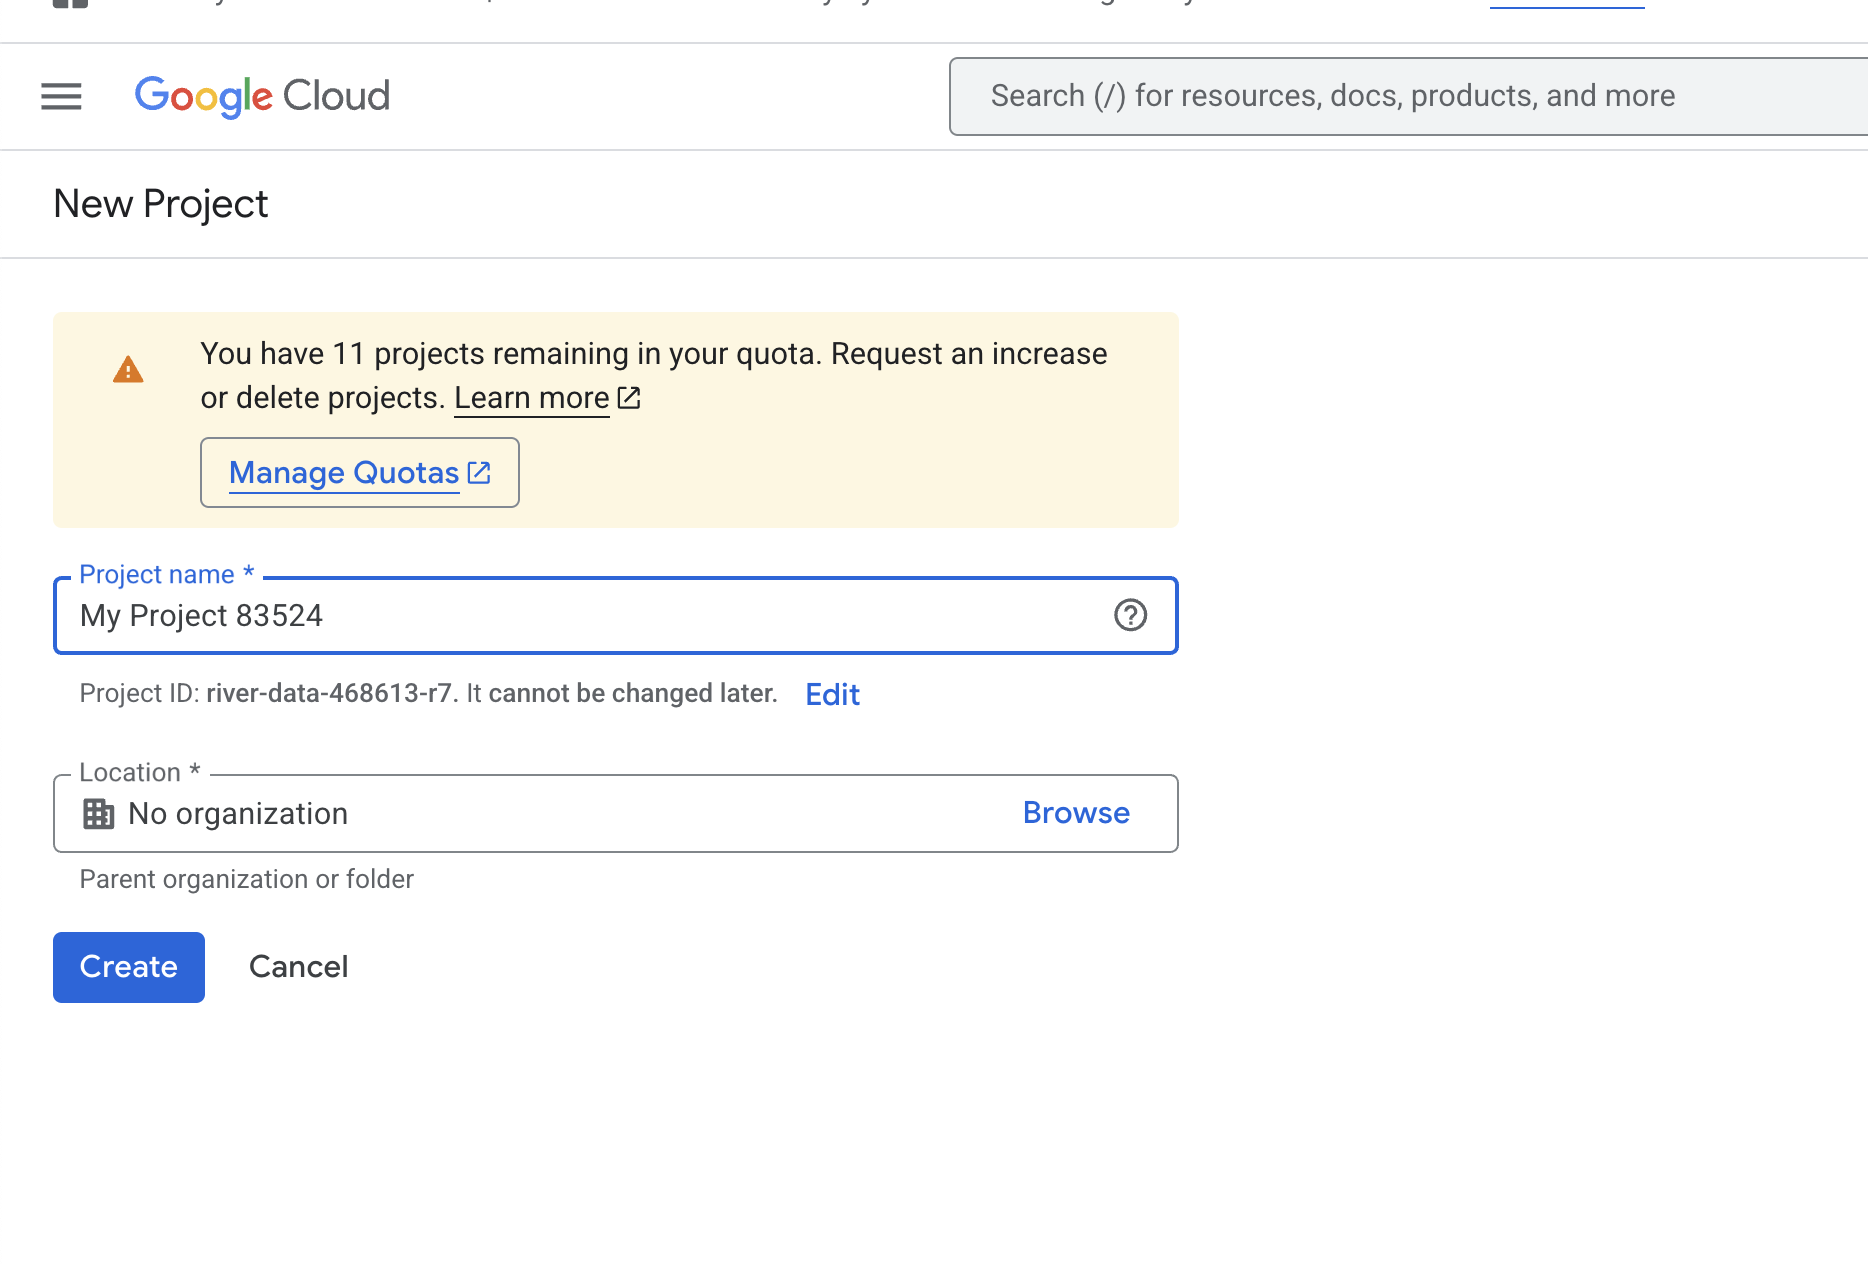 Google Cloud
Search (/) for resources, docs, products, and more
New Project
You have 11 projects remaining in your quota. Request an increase
or delete projects. Learn more
Manage Quotas
Project name *
My Project 83524
Project ID: river-data-468613-r7. It cannot be changed later. Edit
Location *
No organization
Browse
Parent organization or folder
Create
Cancel